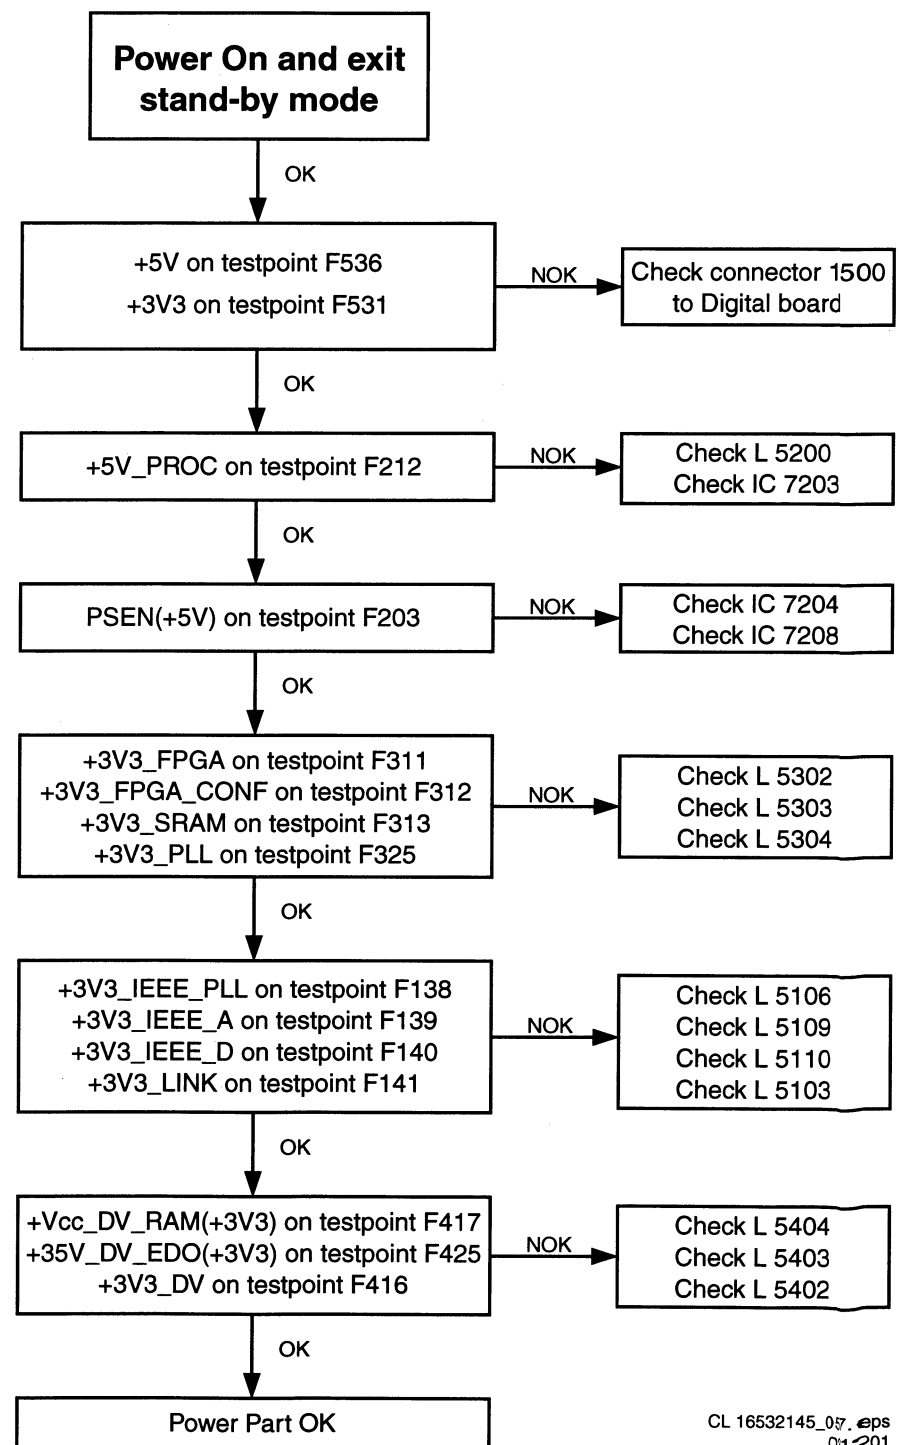 Power On and exit
stand-by mode
OK
+5V on testpoint F536
+3V3 on testpoint F531
NOK
Check connector 1500
to Digital board
OK
+5V_PROC on testpoint F212
NOK
Check L 5200
Check IC 7203
OK
PSEN(+5V) on testpoint F203
NOK
Check IC 7204
Check IC 7208
OK
+3V3_FPGA on testpoint F311
+3V3_FPGA_CONF on testpoint F312
+3V3_SRAM on testpoint F313
+3V3_PLL on testpoint F325
NOK
Check L 5302
Check L 5303
Check L 5304
OK
+3V3_IEEE_PLL on testpoint F138
+3V3_IEEE_A on testpoint F139
+3V3_IEEE_D on testpoint F140
+3V3_LINK on testpoint F141
NOK
Check L 5106
Check L 5109
Check L 5110
Check L 5103
OK
+Vcc_DV_RAM(+3V3) on testpoint F417
+35V_DV_EDO(+3V3) on testpoint F425
+3V3_DV on testpoint F416
NOK
Check L 5404
Check L 5403
Check L 5402
OK
Power Part OK
CL